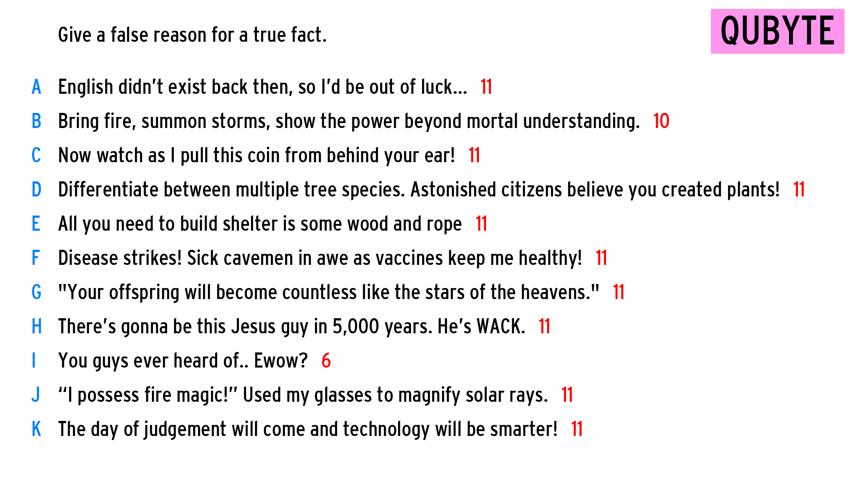 QUBYTE
Give a false reason for a true fact.
A English didn't exist back then, so I'd be out of luck... 11
B Bring fire, summon storms, show the power beyond mortal understanding. 10
C Now watch as I pull this coin from behind your ear! 11
D Differentiate between multiple tree species. Astonished citizens believe you created plants! 11
E All you need to build shelter is some wood and rope 11
F Disease strikes! Sick cavemen in awe as vaccines keep me healthy! 11
G "Your offspring will become countless like the stars of the heavens." 11
H There's gonna be this Jesus guy in 5,000 years. He's WACK. 11
I You guys ever heard of.. Ewow? 6
J “I possess fire magic!” Used my glasses to magnify solar rays. 11
K The day of judgement will come and technology will be smarter! 11